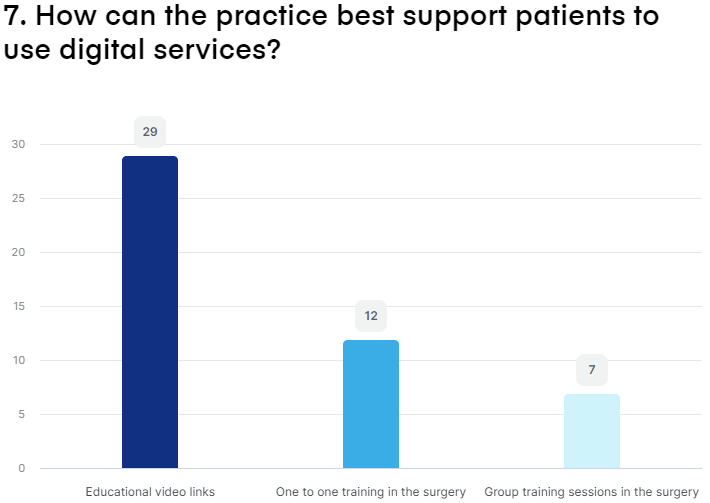 7. How can the practice best support patients to
use digital services?
29
30
25
20
15
12
10
7
5
0
Educational video links
One to one training in the surgery
Group training sessions in the surgery